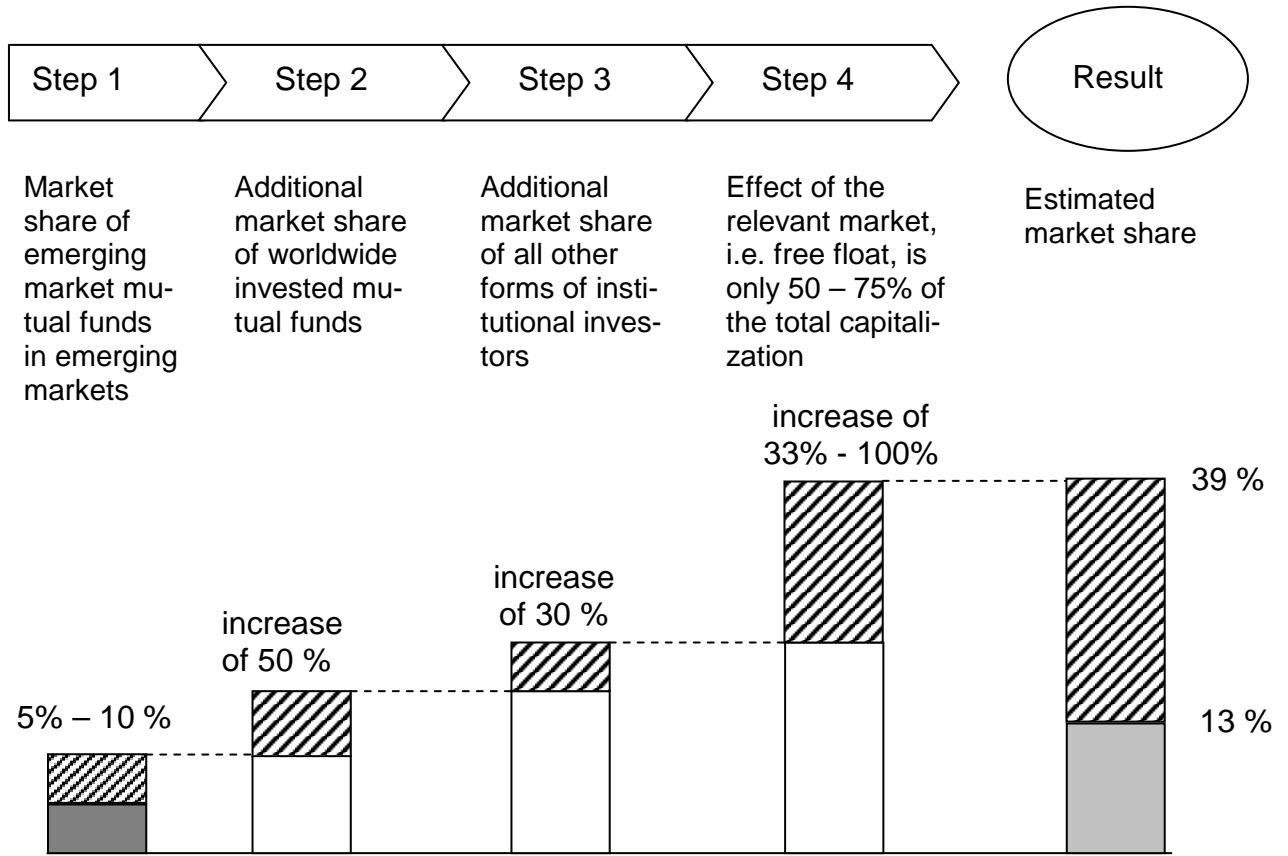 Step 1
Step 2
Step 3
Step 4
Result
Market
share of
emerging
market mu-
tual funds
in emerging
markets
Additional
market share
of worldwide
invested mu-
tual funds
Additional
market share
of all other
forms of insti-
tutional inves-
tors
Effect of the
relevant market,
i.e. free float, is
only 50 – 75% of
the total capitali-
zation
Estimated
market share
5% – 10 %
increase
of 50 %
increase
of 30 %
increase of
33% - 100%
39 %
13 %